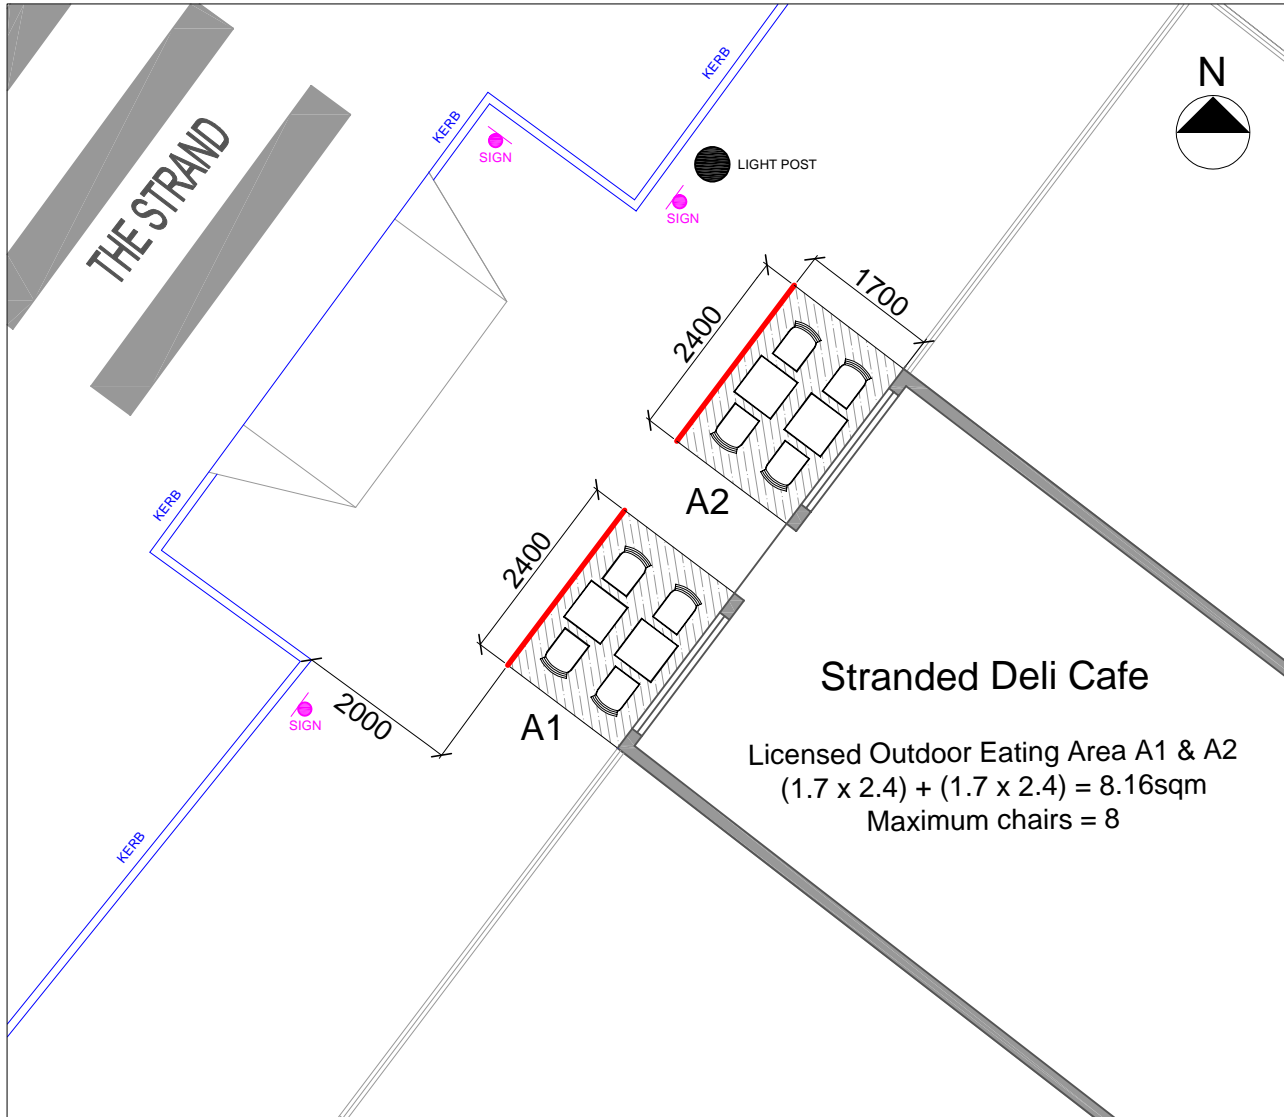 KERB
N
KERB
THE STRAND
SIGN
LIGHT POST
SIGN
1700
2400
KERB
A2
2400
Stranded Deli Cafe
2000
SIGN
A1
Licensed Outdoor Eating Area A1 & A2
(1.7 x 2.4) + (1.7 x 2.4) = 8.16sqm
Maximum chairs = 8
KERB